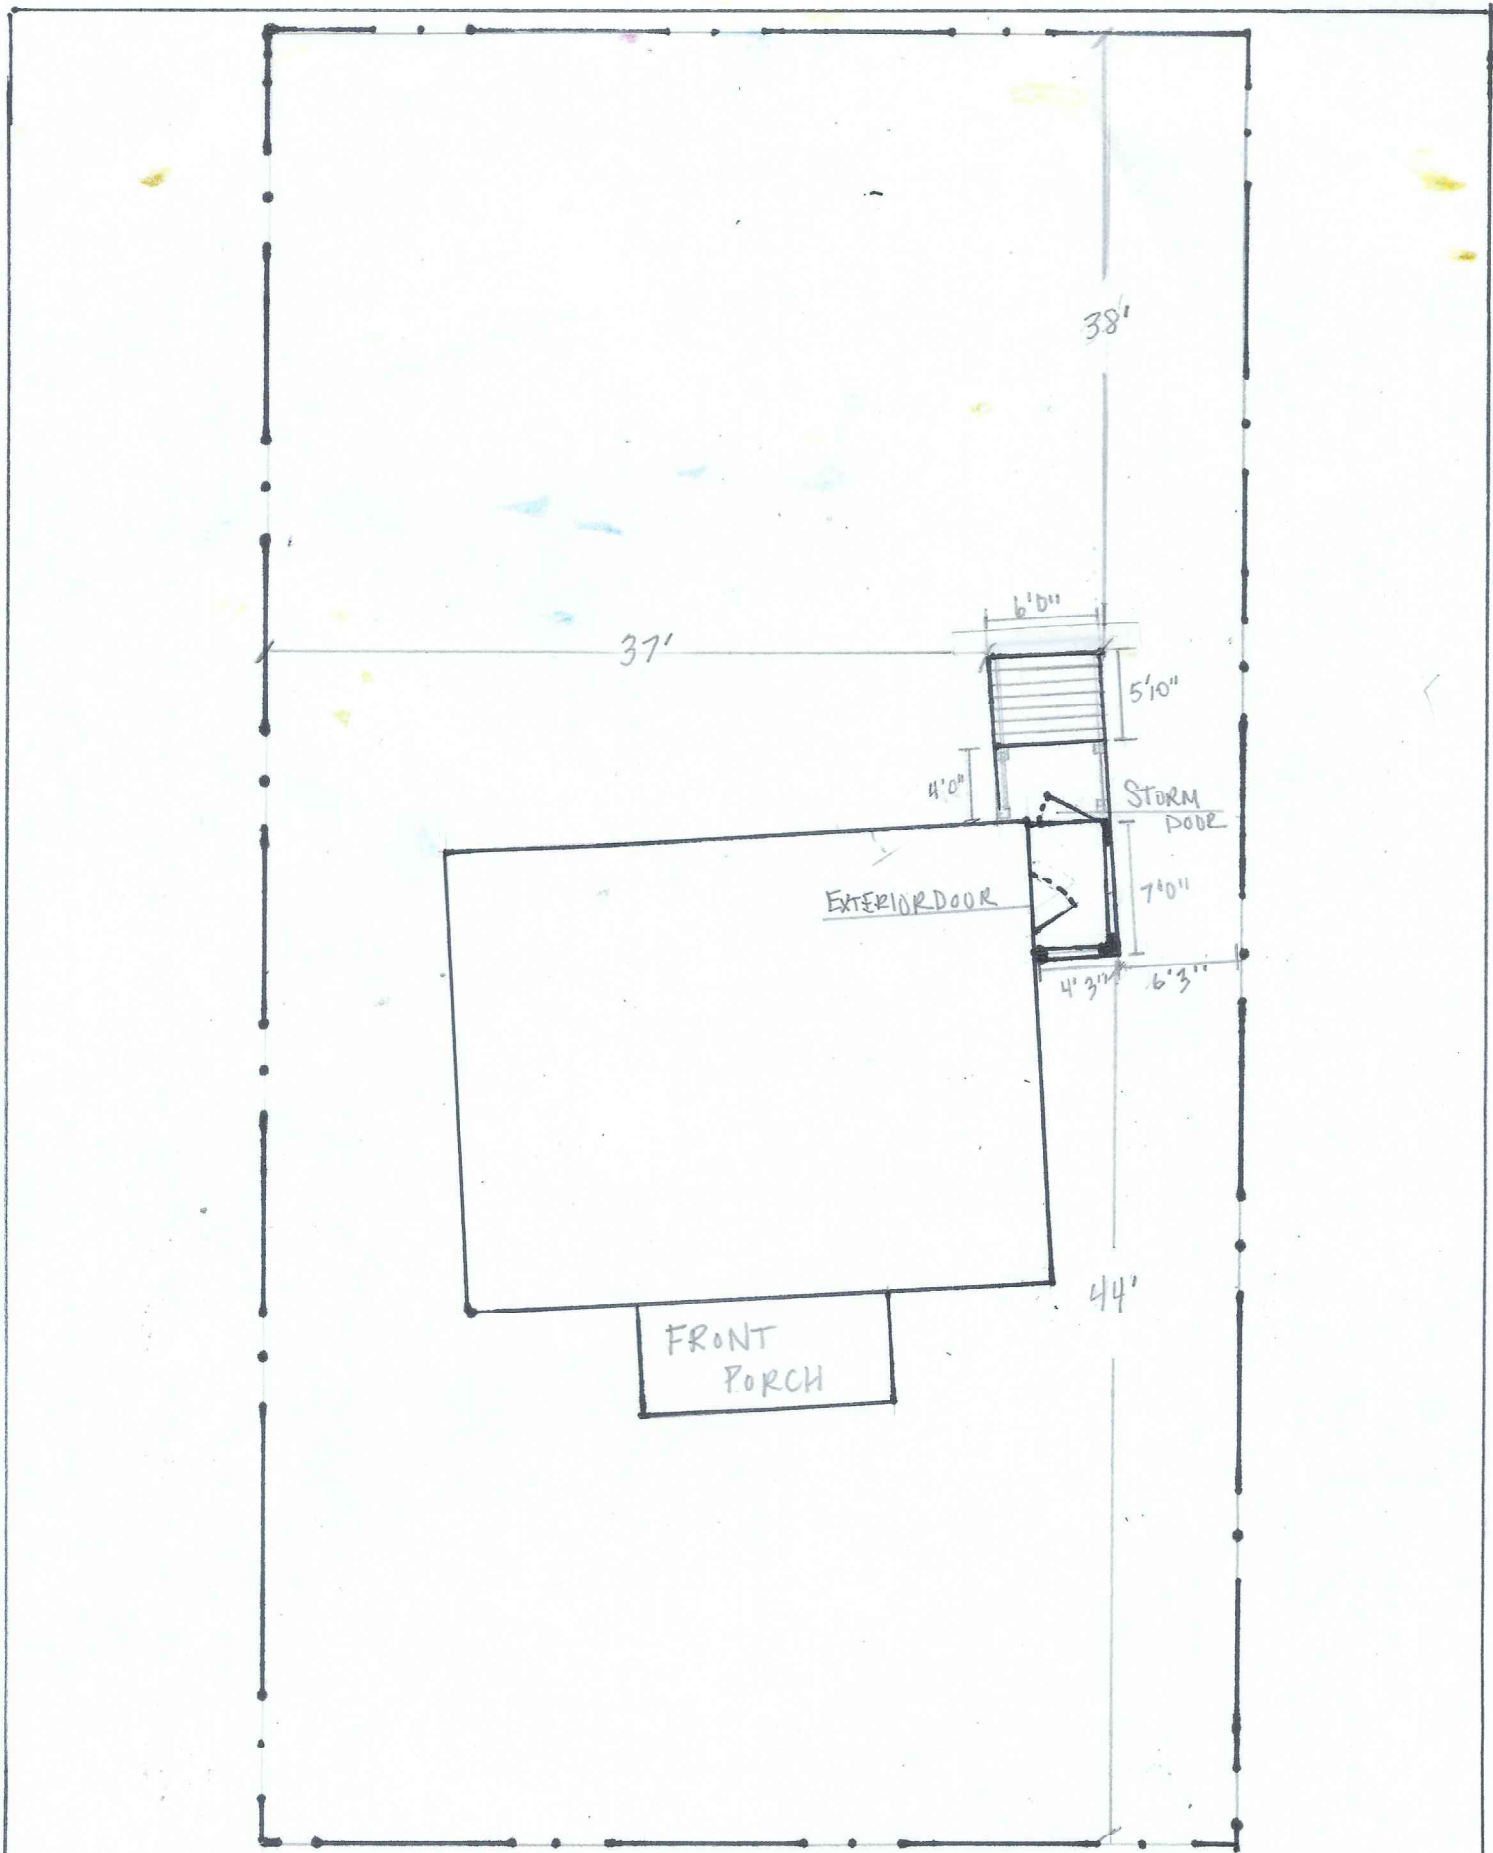 38'
6'0"
37'
5'10"
4'0"
STORM
DOOR
EXTERIOR DOOR
7'0"
4'3"
6'3"
44'
FRONT
PORCH